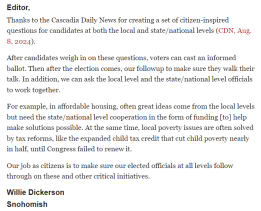 Editor,
Thanks to the Cascadia Daily News for creating a set of citizen-inspired
questions for candidates at both the local and state/national levels (CDN, Aug.
8, 2024).
After candidates weigh in on these questions, voters can cast an informed
ballot. Then after the election comes, our followup to make sure they walk their
talk. In addition, we can ask the local level and the state/national level officials
to work together.
For example, in affordable housing, often great ideas come from the local levels
but need the state/national level cooperation in the form of funding [to] help
make solutions possible. At the same time, local poverty issues are often solved
by tax reforms, like the expanded child tax credit that cut child poverty nearly
in half, until Congress failed to renew it.
Our job as citizens is to make sure our elected officials at all levels follow
through on these and other critical initiatives.
Willie Dickerson
Snohomish